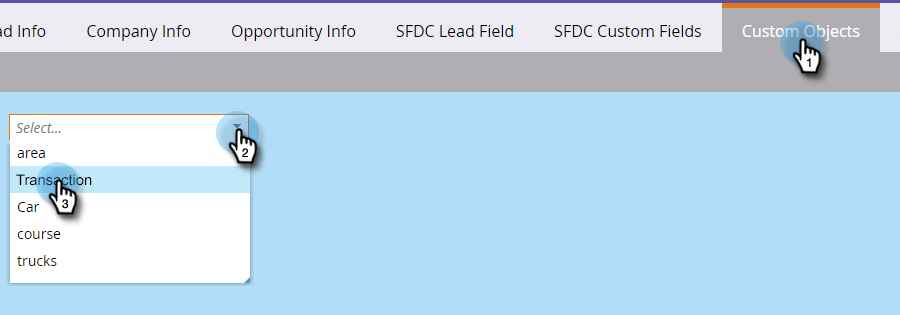 ad Info Company Info Opportunity Info SFDC Lead Field SFDC Custom Fields Custom Objects
1
Select...
2
area
Transaction
3
Car
course
trucks